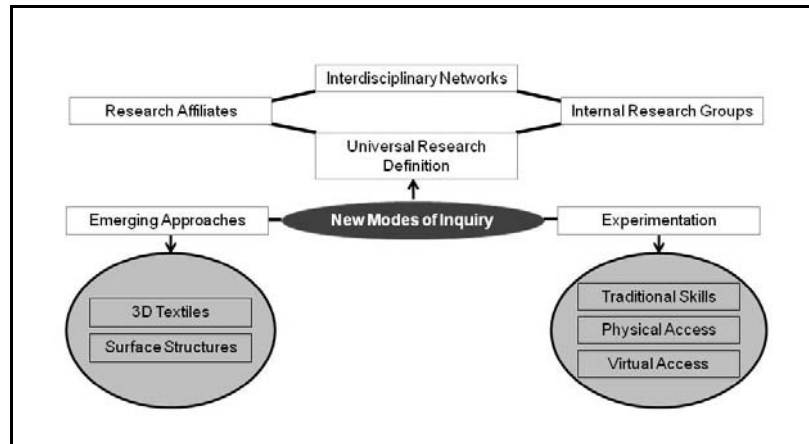 Interdisciplinary Networks
Research Affiliates
Internal Research Groups
Universal Research
Definition
Emerging Approaches
New Modes of Inquiry
Experimentation
3D Textiles
Surface Structures
Traditional Skills
Physical Access
Virtual Access